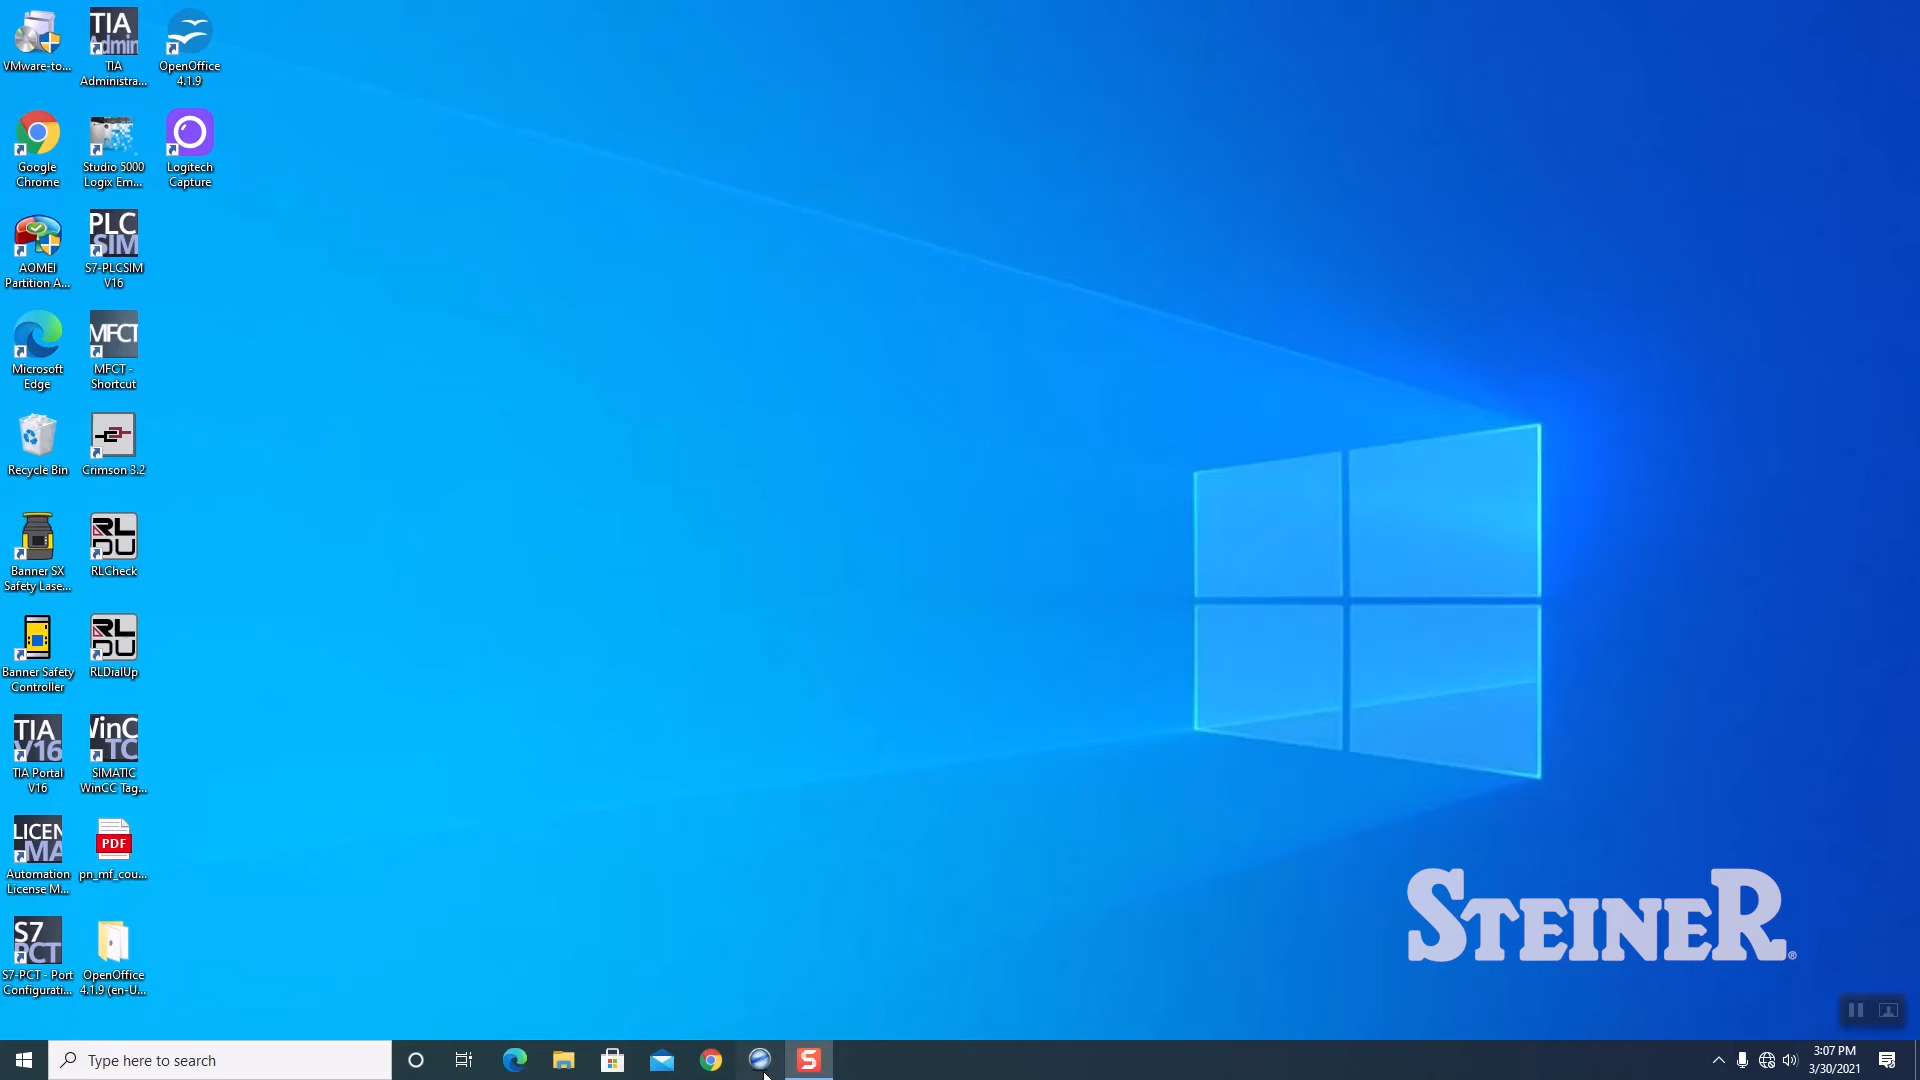 VMware-to...
TIA
Admin
TIA
Administra...
OpenOffice
4.1.9
Google
Chrome
Studio 5000
Logix Em...
Logitech
Capture
AOMEI
Partition A...
PLC
SIM
S7-PLCSIM
V16
Microsoft
Edge
MFCT
MFCT -
Shortcut
Recycle Bin
Crimson 3.2
Banner SX
Safety Lase...
RL
DU
RLCheck
Banner Safety
Controller
RL
DU
RLDialUp
TIA
V16
TIA Portal
V16
WinC
TC
SIMATIC
WinCC Tag...
LICEN
MA
Automation
License M...
PDF
pn_mf_cou...
S7
PCT
S7-PCT - Port
Configurati...
OpenOffice
4.1.9 (en-U...
STEINER®
Type here to search
S
3:07 PM
3/30/2021